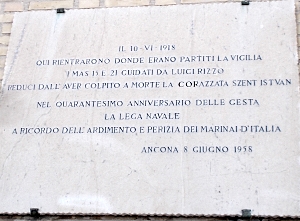 IL 10-VI-1918
QUI RIENTRARONO DONDE ERANO PARTITI LA VIGILIA
I MAS 15 E 21 GUIDATI DA LUIGI RIZZO
REDUCI DALL'AVER COLPITO A MORTE LA CORAZZATA SZENT ISTVAN
NEL QUARANTESIMO ANNIVERSARIO DELLE GESTA
LA LEGA NAVALE
A RICORDO DELL'ARDIMENTO E PERIZIA DEI MARINAI D'ITALIA
ANCONA 8 GIUGNO 1958